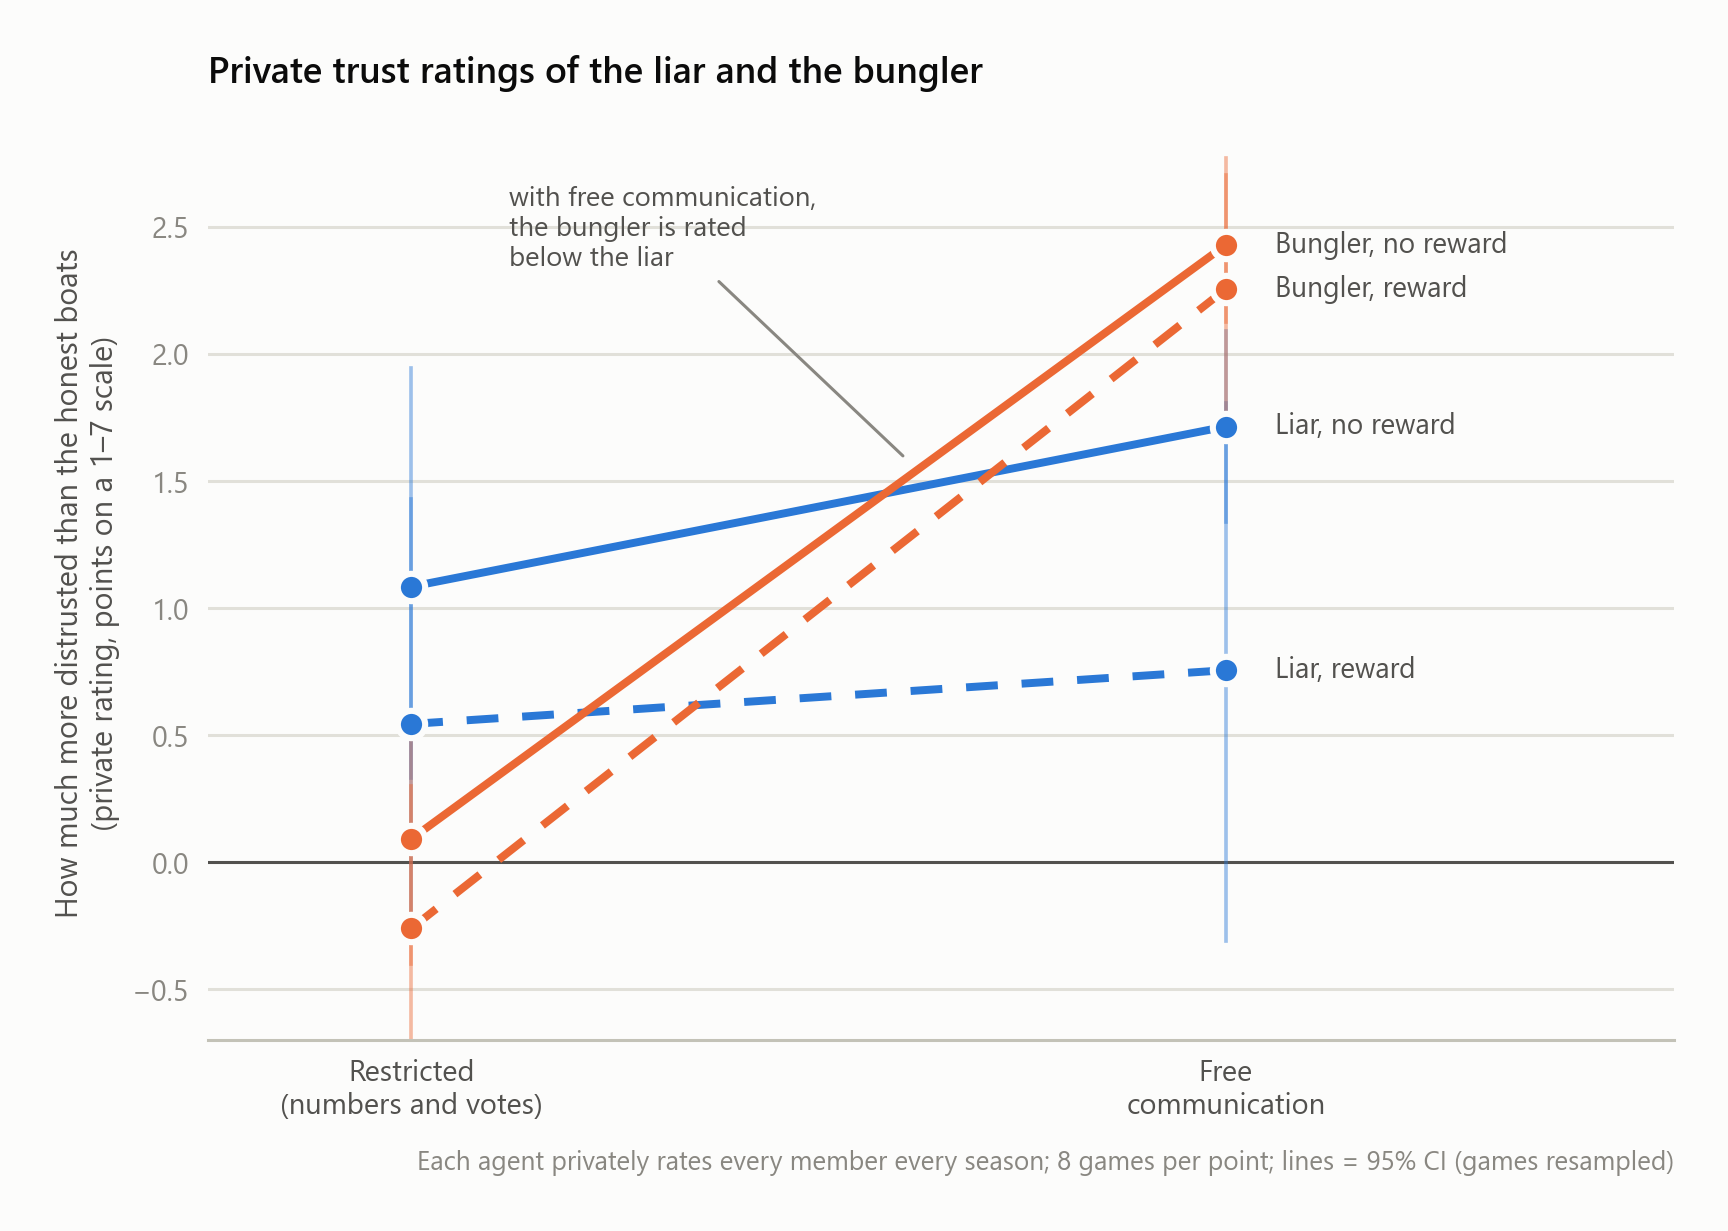 Private trust ratings of the liar and the bungler
with free communication,
the bungler is rated
below the liar
How much more distrusted than the honest boats
(private rating, points on a 1–7 scale)
2.5
2.0
1.5
1.0
0.5
0.0
−0.5
Bungler, no reward
Bungler, reward
Liar, no reward
Liar, reward
Restricted
(numbers and votes)
Free
communication
Each agent privately rates every member every season; 8 games per point; lines = 95% CI (games resampled)